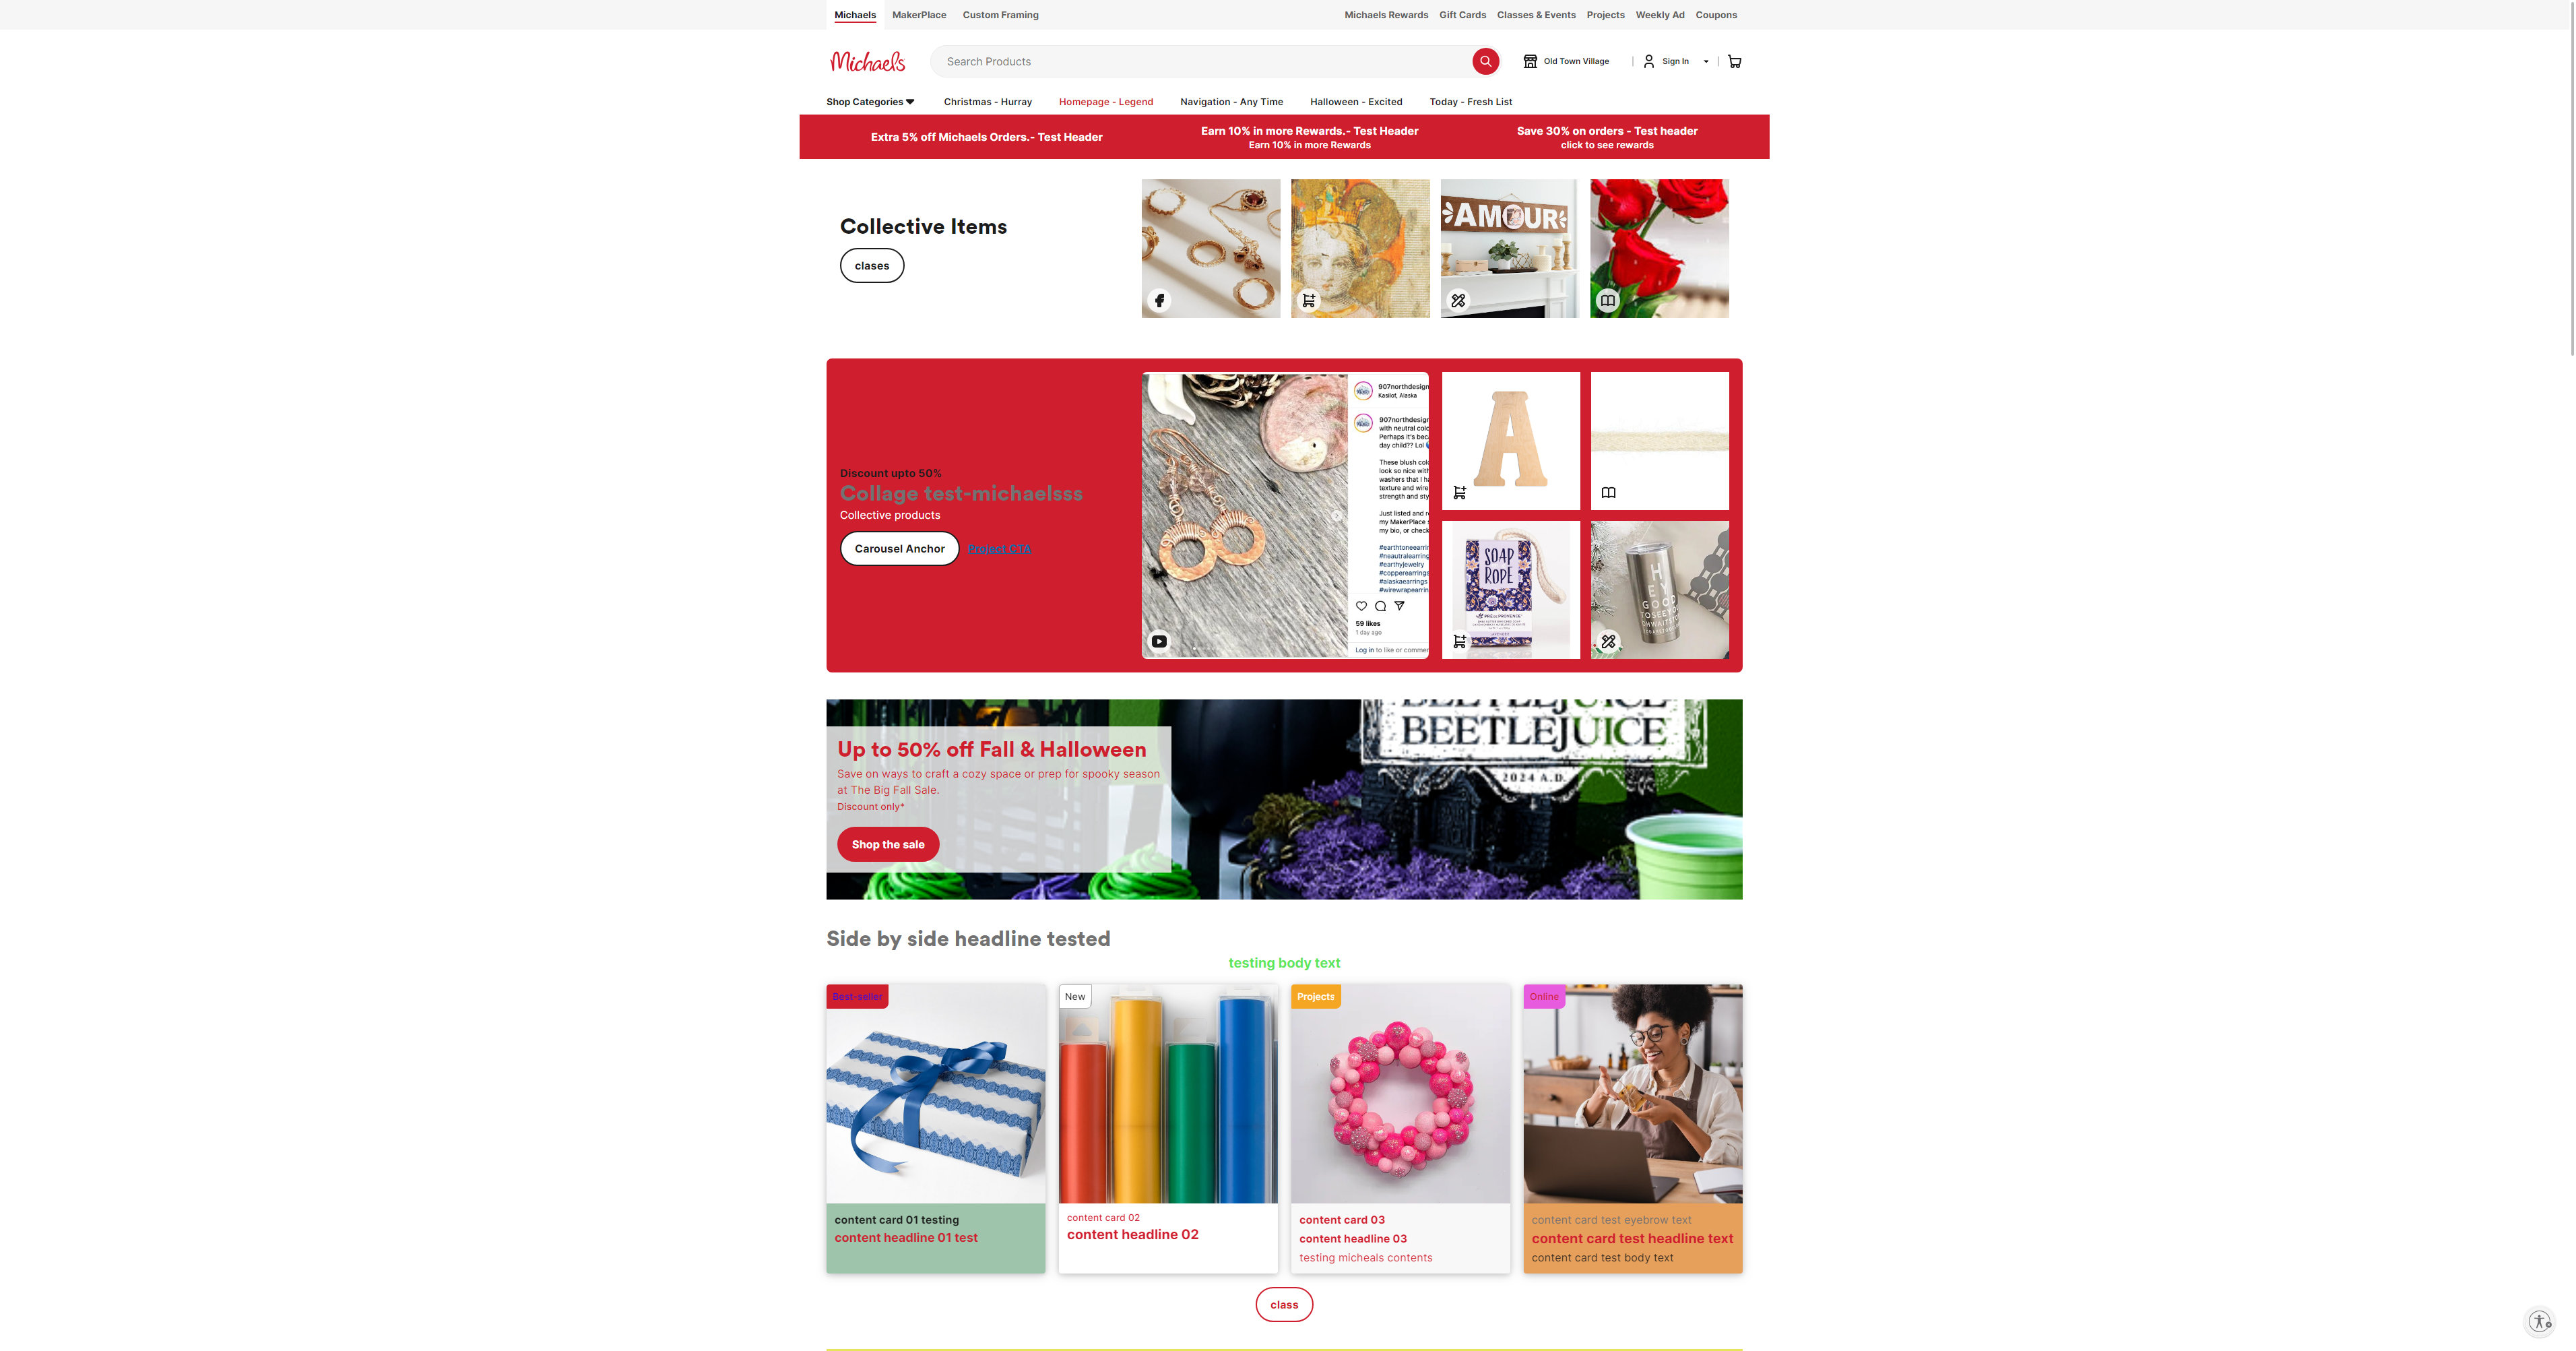 Michaels MakerPlace Custom Framing Michaels Rewards Gift Cards Classes & Events Projects Weekly Ad Coupons
Michaels Search Products Old Town Village Sign In
Shop Categories Christmas - Hurray Homepage - Legend Navigation - Any Time Halloween - Excited Today - Fresh List
Extra 5% off Michaels Orders.- Test Header
Earn 10% in more Rewards.- Test Header
Earn 10% in more Rewards
Save 30% on orders - Test header
click to see rewards
Collective Items
clases
AMOUR
Discount upto 50%
Collage test-michaelsss
Collective products
Carousel Anchor Project CTA
907northdesign
Kasilof, Alaska
907northdesign
with neutral colo
Perhaps it's beca
day child?? Lol
These blush colo
look so nice with
washers that I ha
texture and wire
strength and sty
Just listed and r
my MakerPlace s
my bio, or check
#earthtoneearrin
#neautralearring
#earthyjewelry
#copperearrings
#alaskaearrings
#wirewrapearrin
59 likes
1 day ago
Log in to like or commen
A
SOAP
ROPE
HEY
GOOD
TOSEEYOU
Up to 50% off Fall & Halloween
Save on ways to craft a cozy space or prep for spooky season
at The Big Fall Sale.
Discount only*
Shop the sale
BEETLEJUICE
BEETLEJUICE
2024 A.D.
Side by side headline tested
testing body text
Best-seller
New
Projects
Online
content card 01 testing
content headline 01 test
content card 02
content headline 02
content card 03
content headline 03
testing micheals contents
content card test eyebrow text
content card test headline text
content card test body text
class